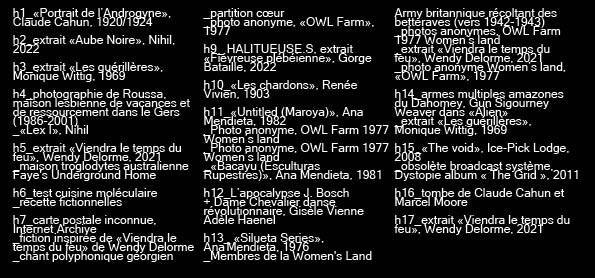 h1_«Portrait de l'Androgyne»,
Claude Cahun, 1920/1924
h2_extrait «Aube Noire», Nihil,
2022
h3_extrait «Les guérillères»,
Monique Wittig, 1969
h4_photographie de Roussa,
maison lesbienne de vacances et
de ressourcement dans le Gers
(1986-2001)
_«Lex I», Nihil
h5_extrait «Viendra le temps du
feu», Wendy Delorme, 2021
_maison troglodytes australienne
Faye's Underground Home
h6_test cuisine moléculaire
_recette fictionnelles
h7_carte postale inconnue,
Internet Archive
_fiction inspirée de «Viendra le
temps du feu» de Wendy Delorme
_chant polyphonique géorgien
_partition cœur
_photo anonyme, «OWL Farm»,
1977
h9_ HALITUEUSE.S, extrait
«Fiévreuse plébéienne», Gorge
Bataille, 2022
h10_«Les chardons», Renée
Vivien, 1903
h11_«Untitled (Maroya)», Ana
Mendieta, 1982
_Photo anonyme, OWL Farm 1977
Women's land
_Photo anonyme, OWL Farm 1977
Women's land
_«Bacayu (Esculturas
Rupestres)», Ana Mendieta, 1981
h12_L'apocalypse J. Bosch
+ Dame Chevalier danse
révolutionnaire, Gisèle Vienne
Adèle Haenel
h13_ «Silueta Series»,
AnaMendieta, 1976
_Membres de la Women's Land
Army britannique récoltant des
betteraves (vers 1942-1943)
_photos anonymes, OWL Farm
1977 Women's land
_extrait «Viendra le temps du
feu», Wendy Delorme, 2021
_photo anonyme Women's land,
«OWL Farm», 1977
h14_armes multiples amazones
du Dahomey, Gun Sigourney
Weaver dans «Alien»
_extrait «Les guérillères»,
Monique Wittig, 1969
h15_«The void», Ice-Pick Lodge,
2008
_obsolète broadcast système,
Dystopie album « The Grid », 2011
h16_tombe de Claude Cahun et
Marcel Moore
h17_extrait «Viendra le temps du
feu», Wendy Delorme, 2021